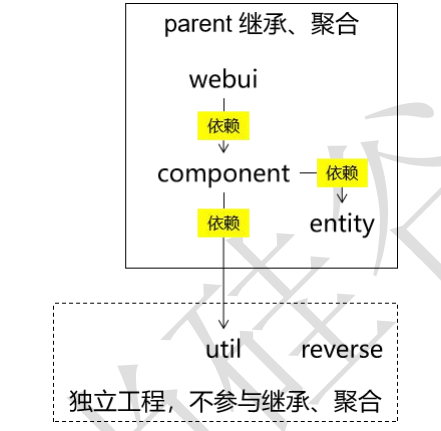 parent 继承、聚合
webui
依赖
component
依赖
依赖
entity
util
reverse
独立工程，不参与继承、聚合